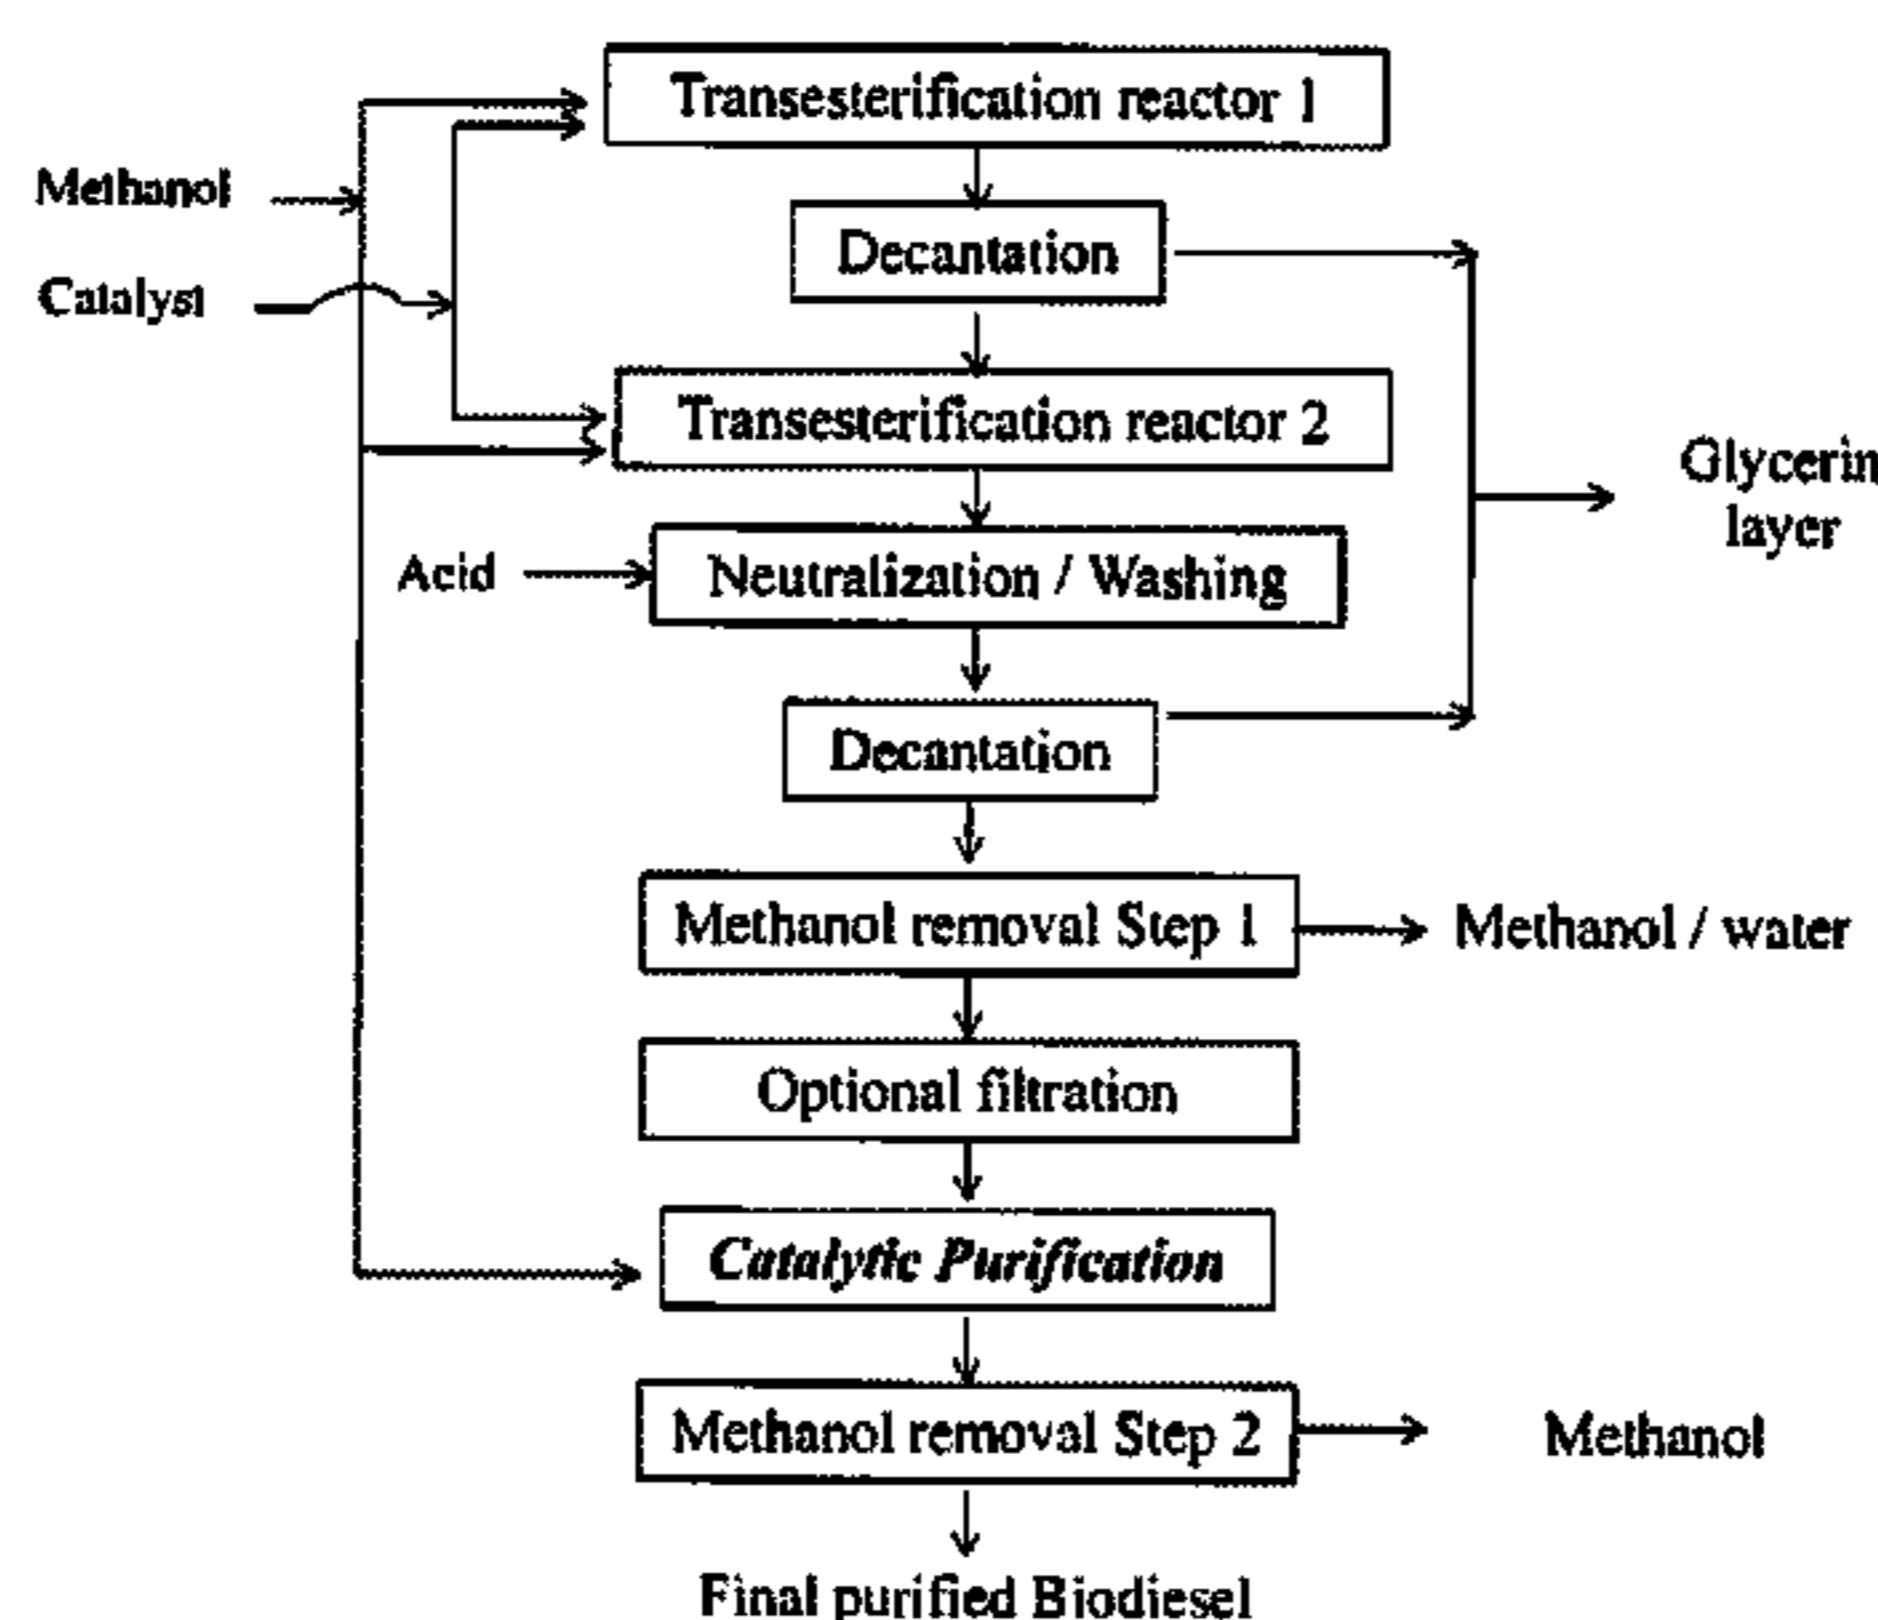 Transesterification reactor 1
Methanol
Decantation
Catalyst
Transesterification reactor 2
Glycerin
layer
Acid
Neutralization / Washing
Decantation
Methanol removal Step 1
Methanol / water
Optional filtration
Catalytic Purification
Methanol removal Step 2
Methanol
Final purified Biodiesel